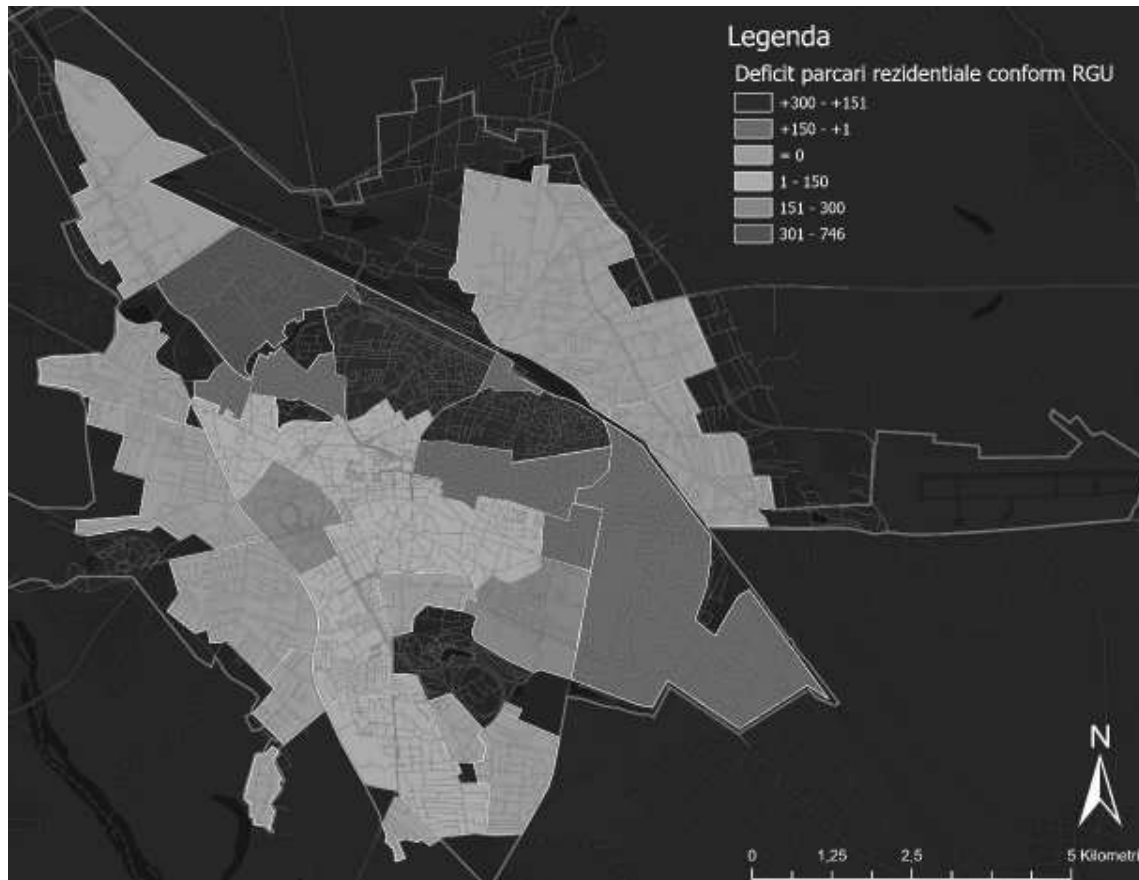 Legenda
Deficit parcari rezidentiale conform RGU
+300 - +151
+150 - +1
= 0
1 - 150
151 - 300
301 - 746
N
0 1,25 2,5 5 Kilometri